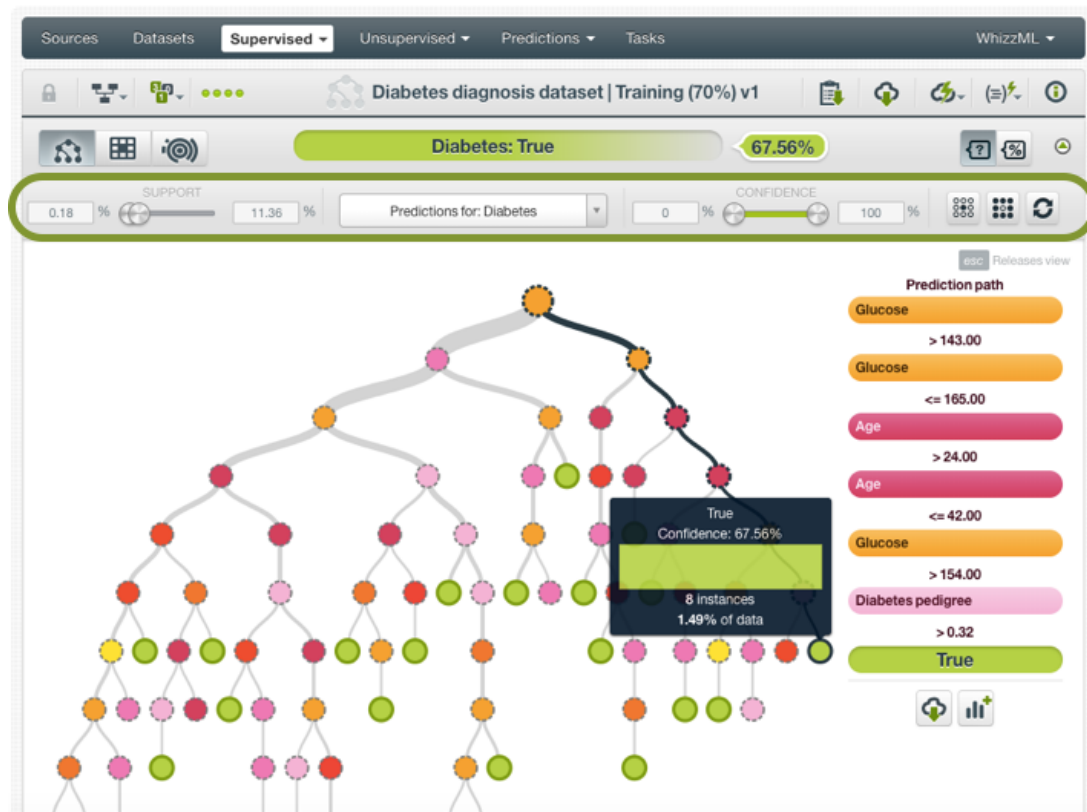 Sources Datasets Supervised Unsupervised Predictions Tasks WhizzML
Diabetes diagnosis dataset | Training (70%) v1
Diabetes: True 67.56%
SUPPORT
0.18 % 11.36 %
Predictions for: Diabetes
CONFIDENCE
0 % 100 %
esc Releases view
Prediction path
Glucose
> 143.00
Glucose
<= 165.00
Age
> 24.00
Age
<= 42.00
Glucose
> 154.00
Diabetes pedigree
> 0.32
True
True
Confidence: 67.56%
8 instances
1.49% of data